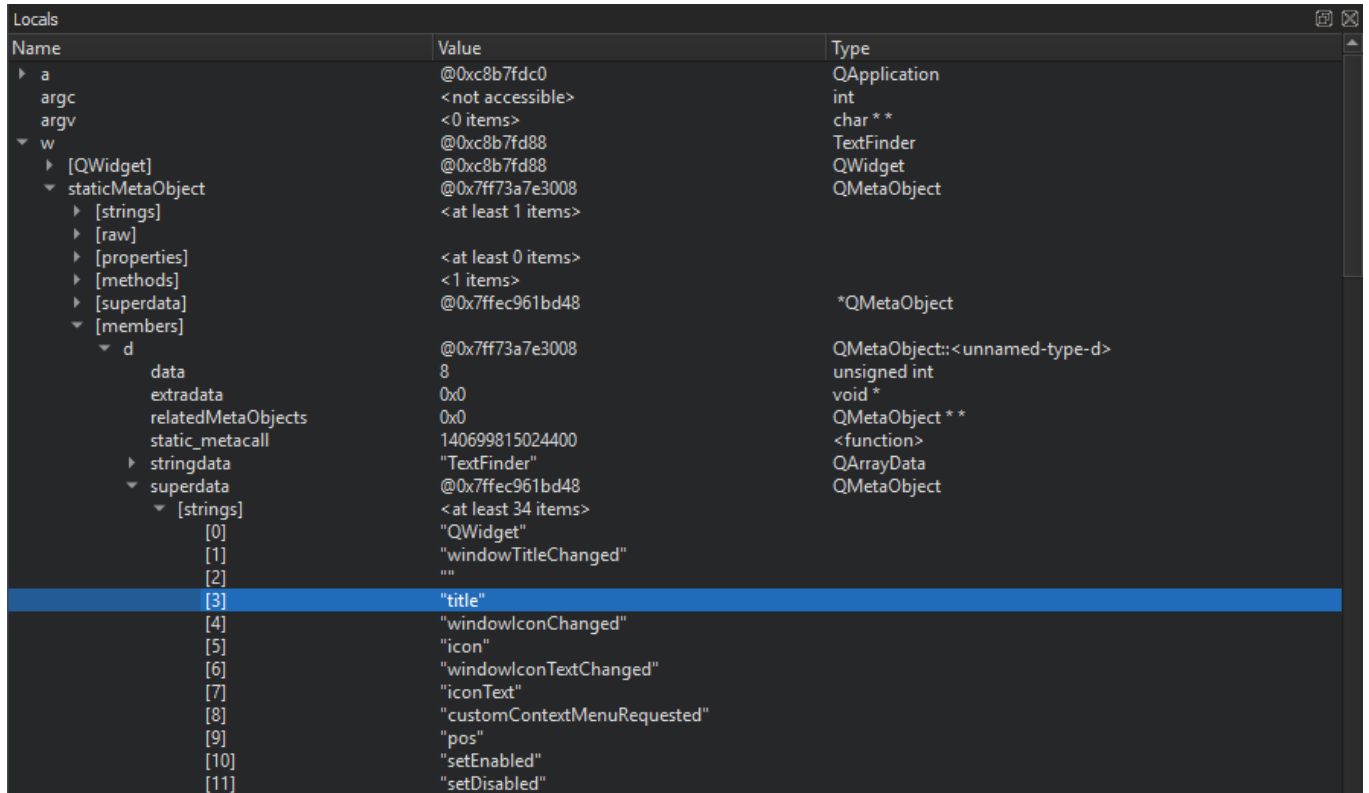 Locals
Name Value Type
a @0xc8b7fdc0 QApplication
argc <not accessible> int
argv <0 items> char * *
w @0xc8b7fd88 TextFinder
[QWidget] @0xc8b7fd88 QWidget
staticMetaObject @0x7ff73a7e3008 QMetaObject
[strings] <at least 1 items>
[raw]
[properties] <at least 0 items>
[methods] <1 items>
[superdata] @0x7ffec961bd48 *QMetaObject
[members]
d @0x7ff73a7e3008 QMetaObject::<unnamed-type-d>
data 8 unsigned int
extradata 0x0 void *
relatedMetaObjects 0x0 QMetaObject * *
static_metacall 140699815024400 <function>
stringdata "TextFinder" QArrayData
superdata @0x7ffec961bd48 QMetaObject
[strings] <at least 34 items>
[0] "QWidget"
[1] "windowTitleChanged"
[2] ""
[3] "title"
[4] "windowIconChanged"
[5] "icon"
[6] "windowIconTextChanged"
[7] "iconText"
[8] "customContextMenuRequested"
[9] "pos"
[10] "setEnabled"
[11] "setDisabled"